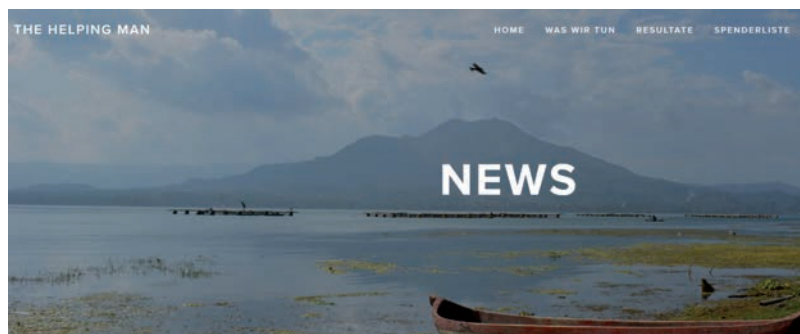 THE HELPING MAN
HOME WAS WIR TUN RESULTATE SPENDERLISTE
NEWS